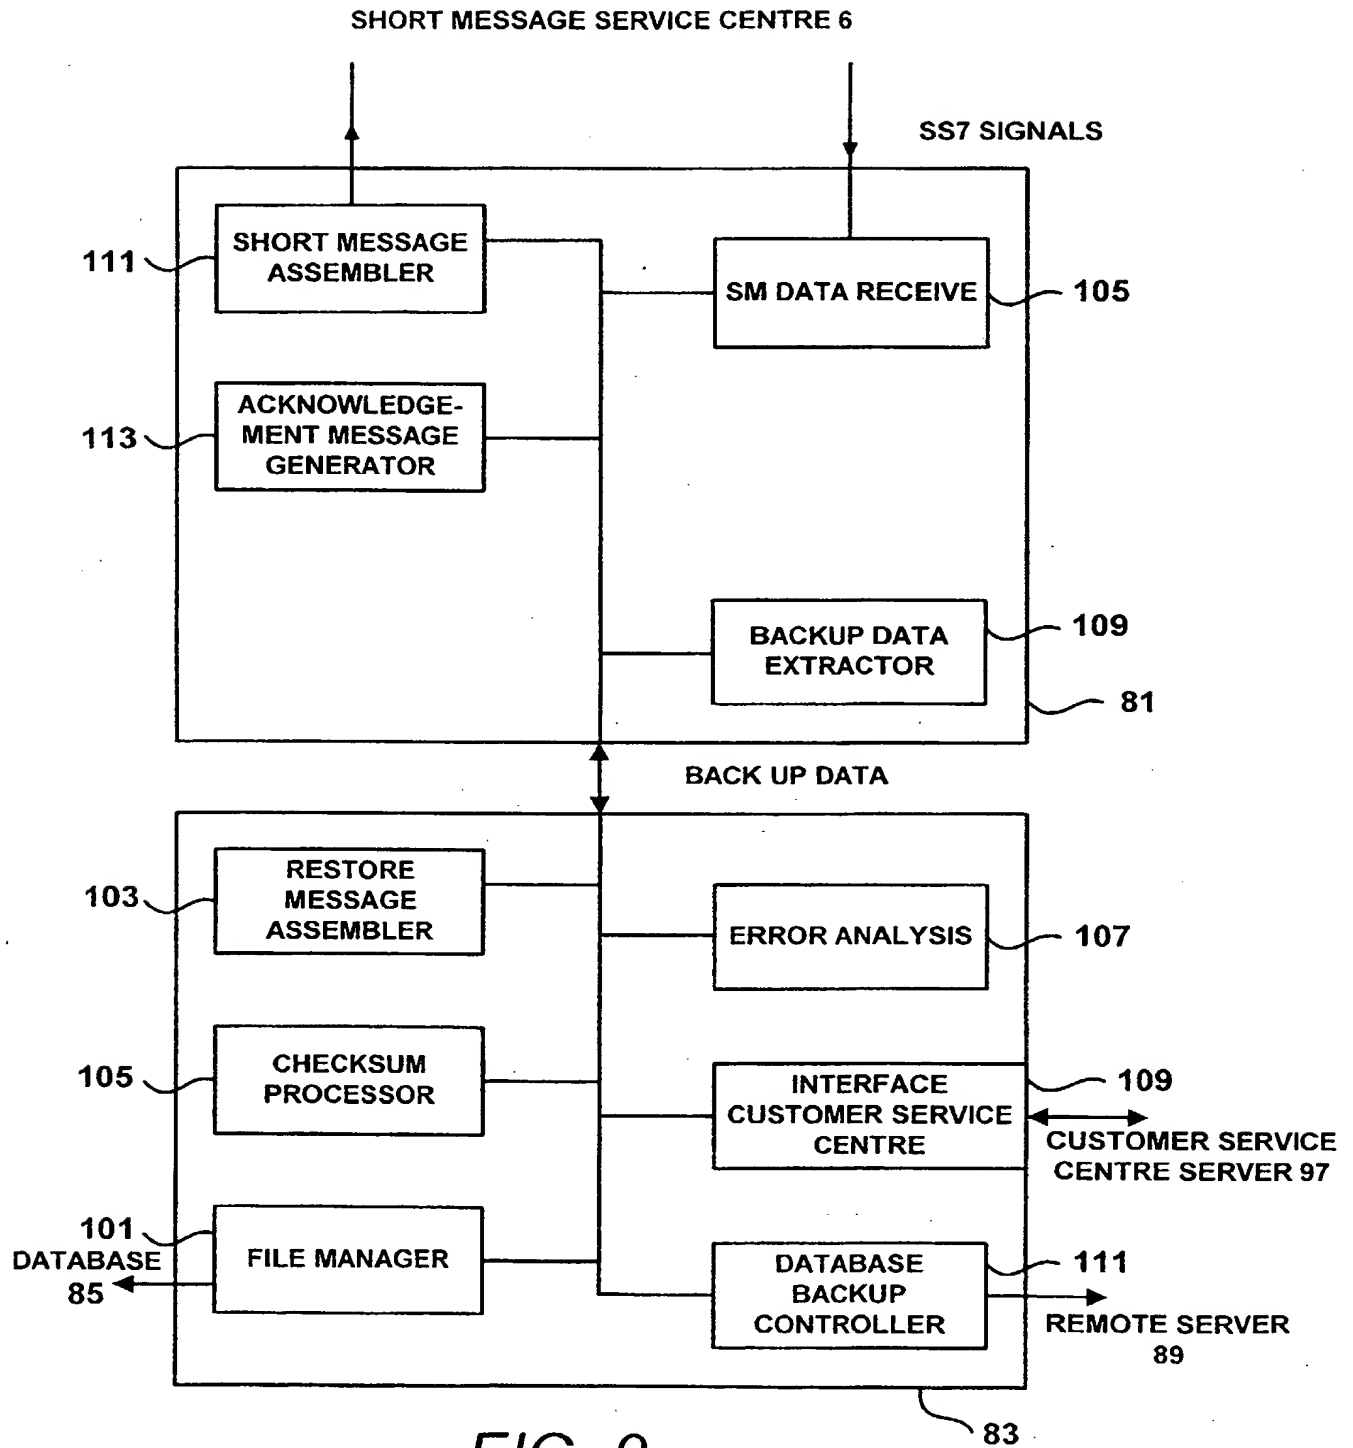 SHORT MESSAGE SERVICE CENTRE 6
SS7 SIGNALS
SHORT MESSAGE
ASSEMBLER
111
SM DATA RECEIVE
105
ACKNOWLEDGE-
MENT MESSAGE
GENERATOR
113
BACKUP DATA
EXTRACTOR
109
81
BACK UP DATA
RESTORE
MESSAGE
ASSEMBLER
103
ERROR ANALYSIS
107
CHECKSUM
PROCESSOR
105
INTERFACE
CUSTOMER SERVICE
CENTRE
109
CUSTOMER SERVICE
CENTRE SERVER 97
101
FILE MANAGER
DATABASE
85
DATABASE
BACKUP
CONTROLLER
111
REMOTE SERVER
89
83
FIG.